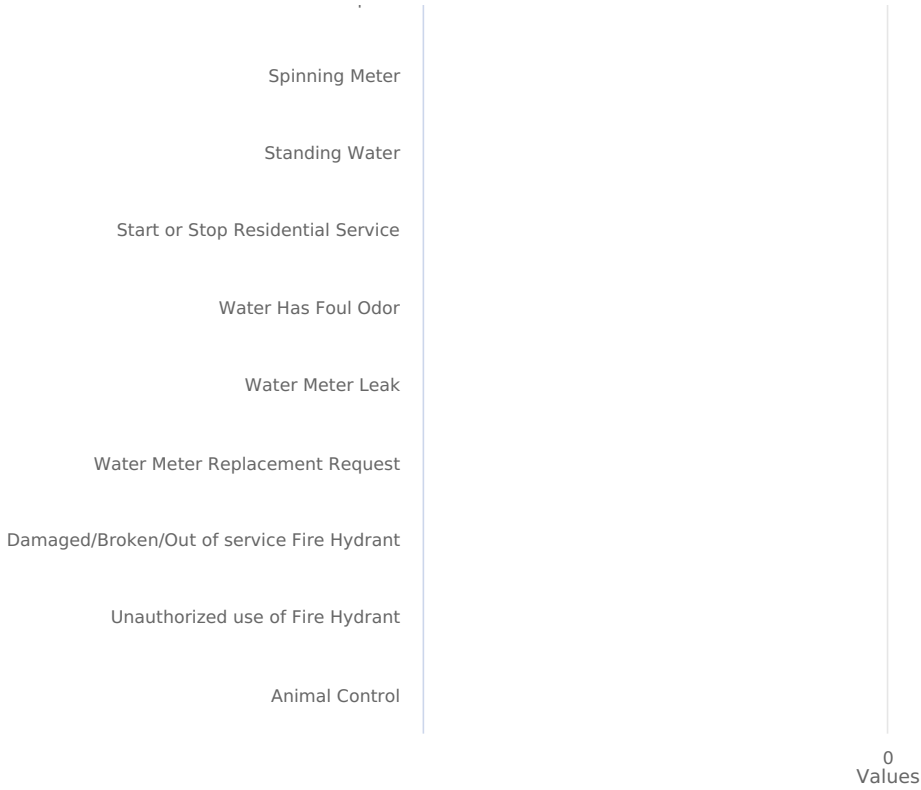 Spinning Meter
Standing Water
Start or Stop Residential Service
Water Has Foul Odor
Water Meter Leak
Water Meter Replacement Request
Damaged/Broken/Out of service Fire Hydrant
Unauthorized use of Fire Hydrant
Animal Control
0
Values